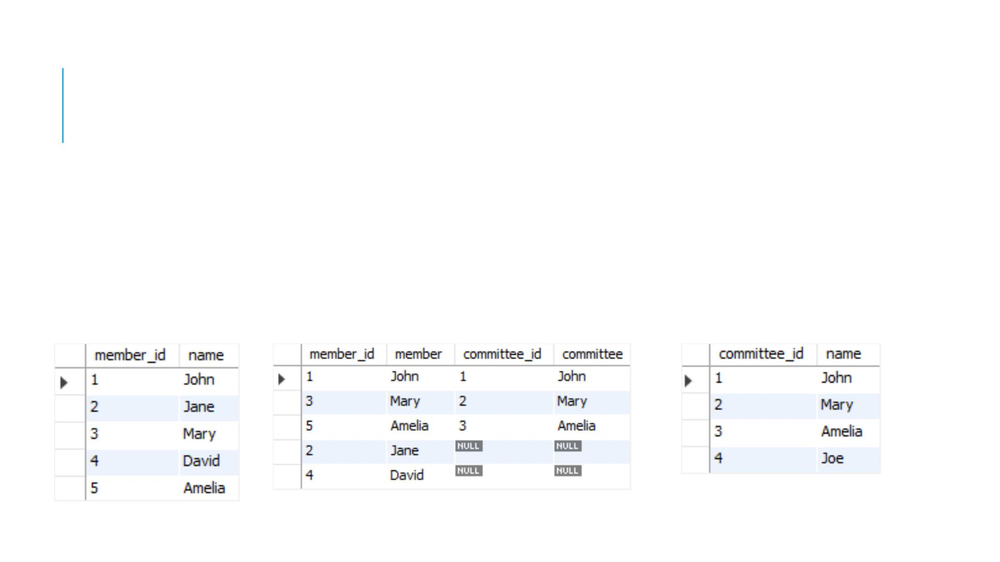 member_id name
1 John
2 Jane
3 Mary
4 David
5 Amelia
member_id member committee_id committee
1 John 1 John
3 Mary 2 Mary
5 Amelia 3 Amelia
2 Jane NULL NULL
4 David NULL NULL
committee_id name
1 John
2 Mary
3 Amelia
4 Joe